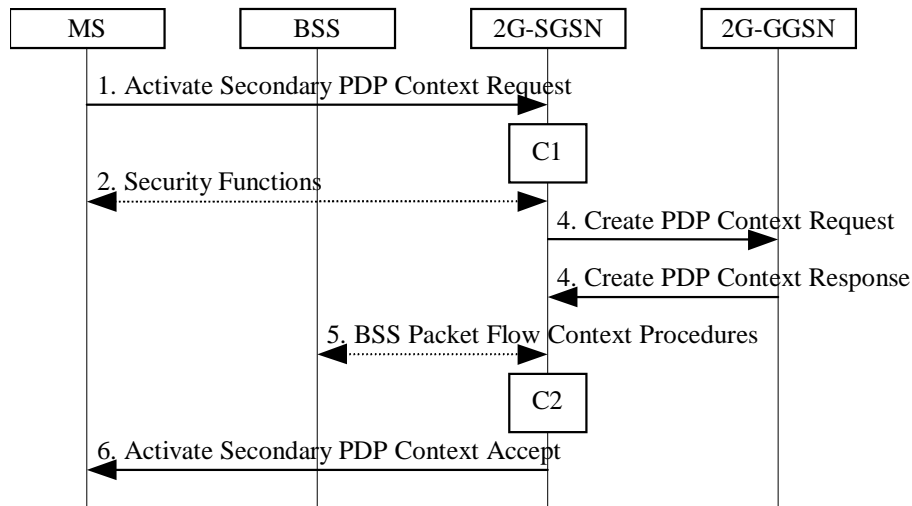 MS
BSS
2G-SGSN
2G-GGSN
1. Activate Secondary PDP Context Request
C1
2. Security Functions
4. Create PDP Context Request
4. Create PDP Context Response
5. BSS Packet Flow Context Procedures
C2
6. Activate Secondary PDP Context Accept